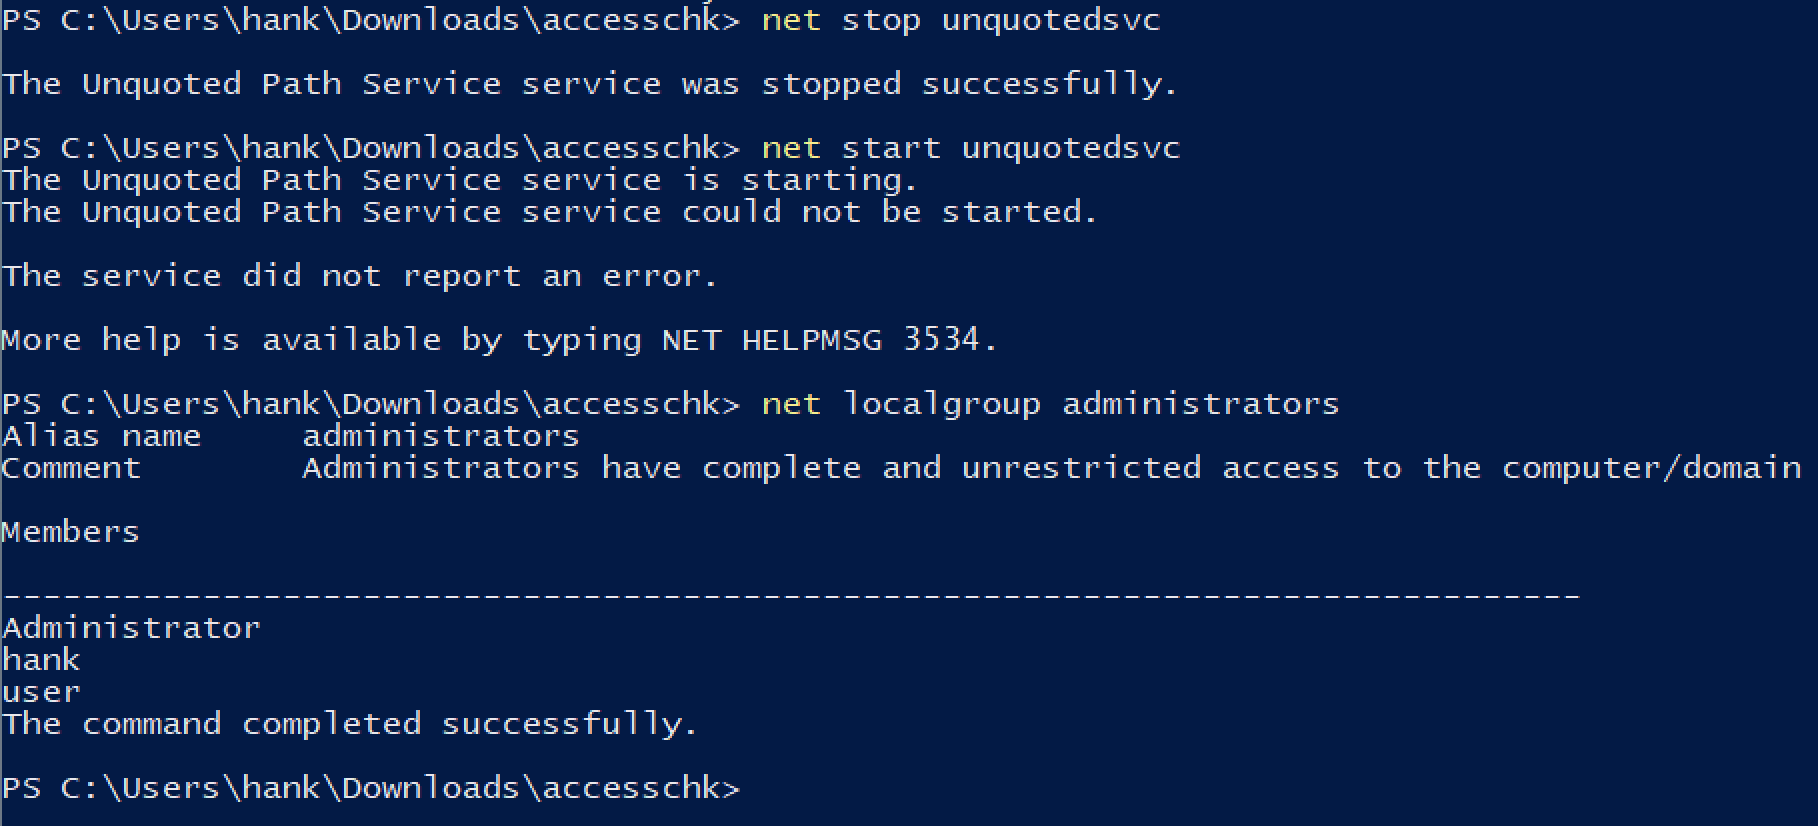 PS C:\Users\hank\Downloads\accesschk> net stop unquotedsvc
The Unquoted Path Service service was stopped successfully.
PS C:\Users\hank\Downloads\accesschk> net start unquotedsvc
The Unquoted Path Service service is starting.
The Unquoted Path Service service could not be started.
The service did not report an error.
More help is available by typing NET HELPMSG 3534.
PS C:\Users\hank\Downloads\accesschk> net localgroup administrators
Alias name     administrators
Comment        Administrators have complete and unrestricted access to the computer/domain
Members
-------------------------------------------------------------------------------
Administrator
hank
user
The command completed successfully.
PS C:\Users\hank\Downloads\accesschk>